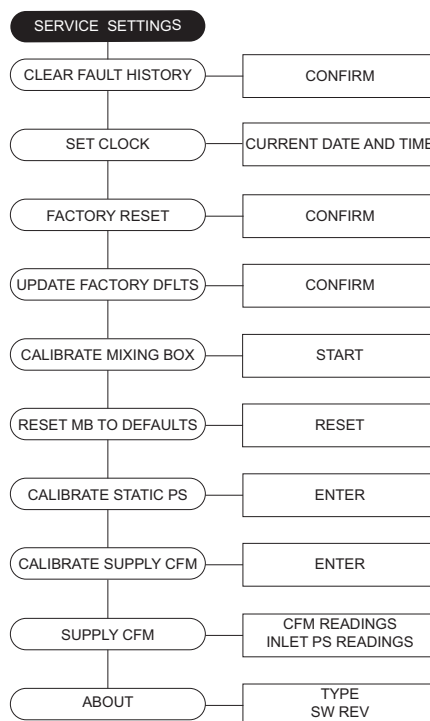 SERVICE SETTINGS
CLEAR FAULT HISTORY
CONFIRM
SET CLOCK
CURRENT DATE AND TIME
FACTORY RESET
CONFIRM
UPDATE FACTORY DFLTS
CONFIRM
CALIBRATE MIXING BOX
START
RESET MB TO DEFAULTS
RESET
CALIBRATE STATIC PS
ENTER
CALIBRATE SUPPLY CFM
ENTER
SUPPLY CFM
CFM READINGS
INLET PS READINGS
ABOUT
TYPE
SW REV